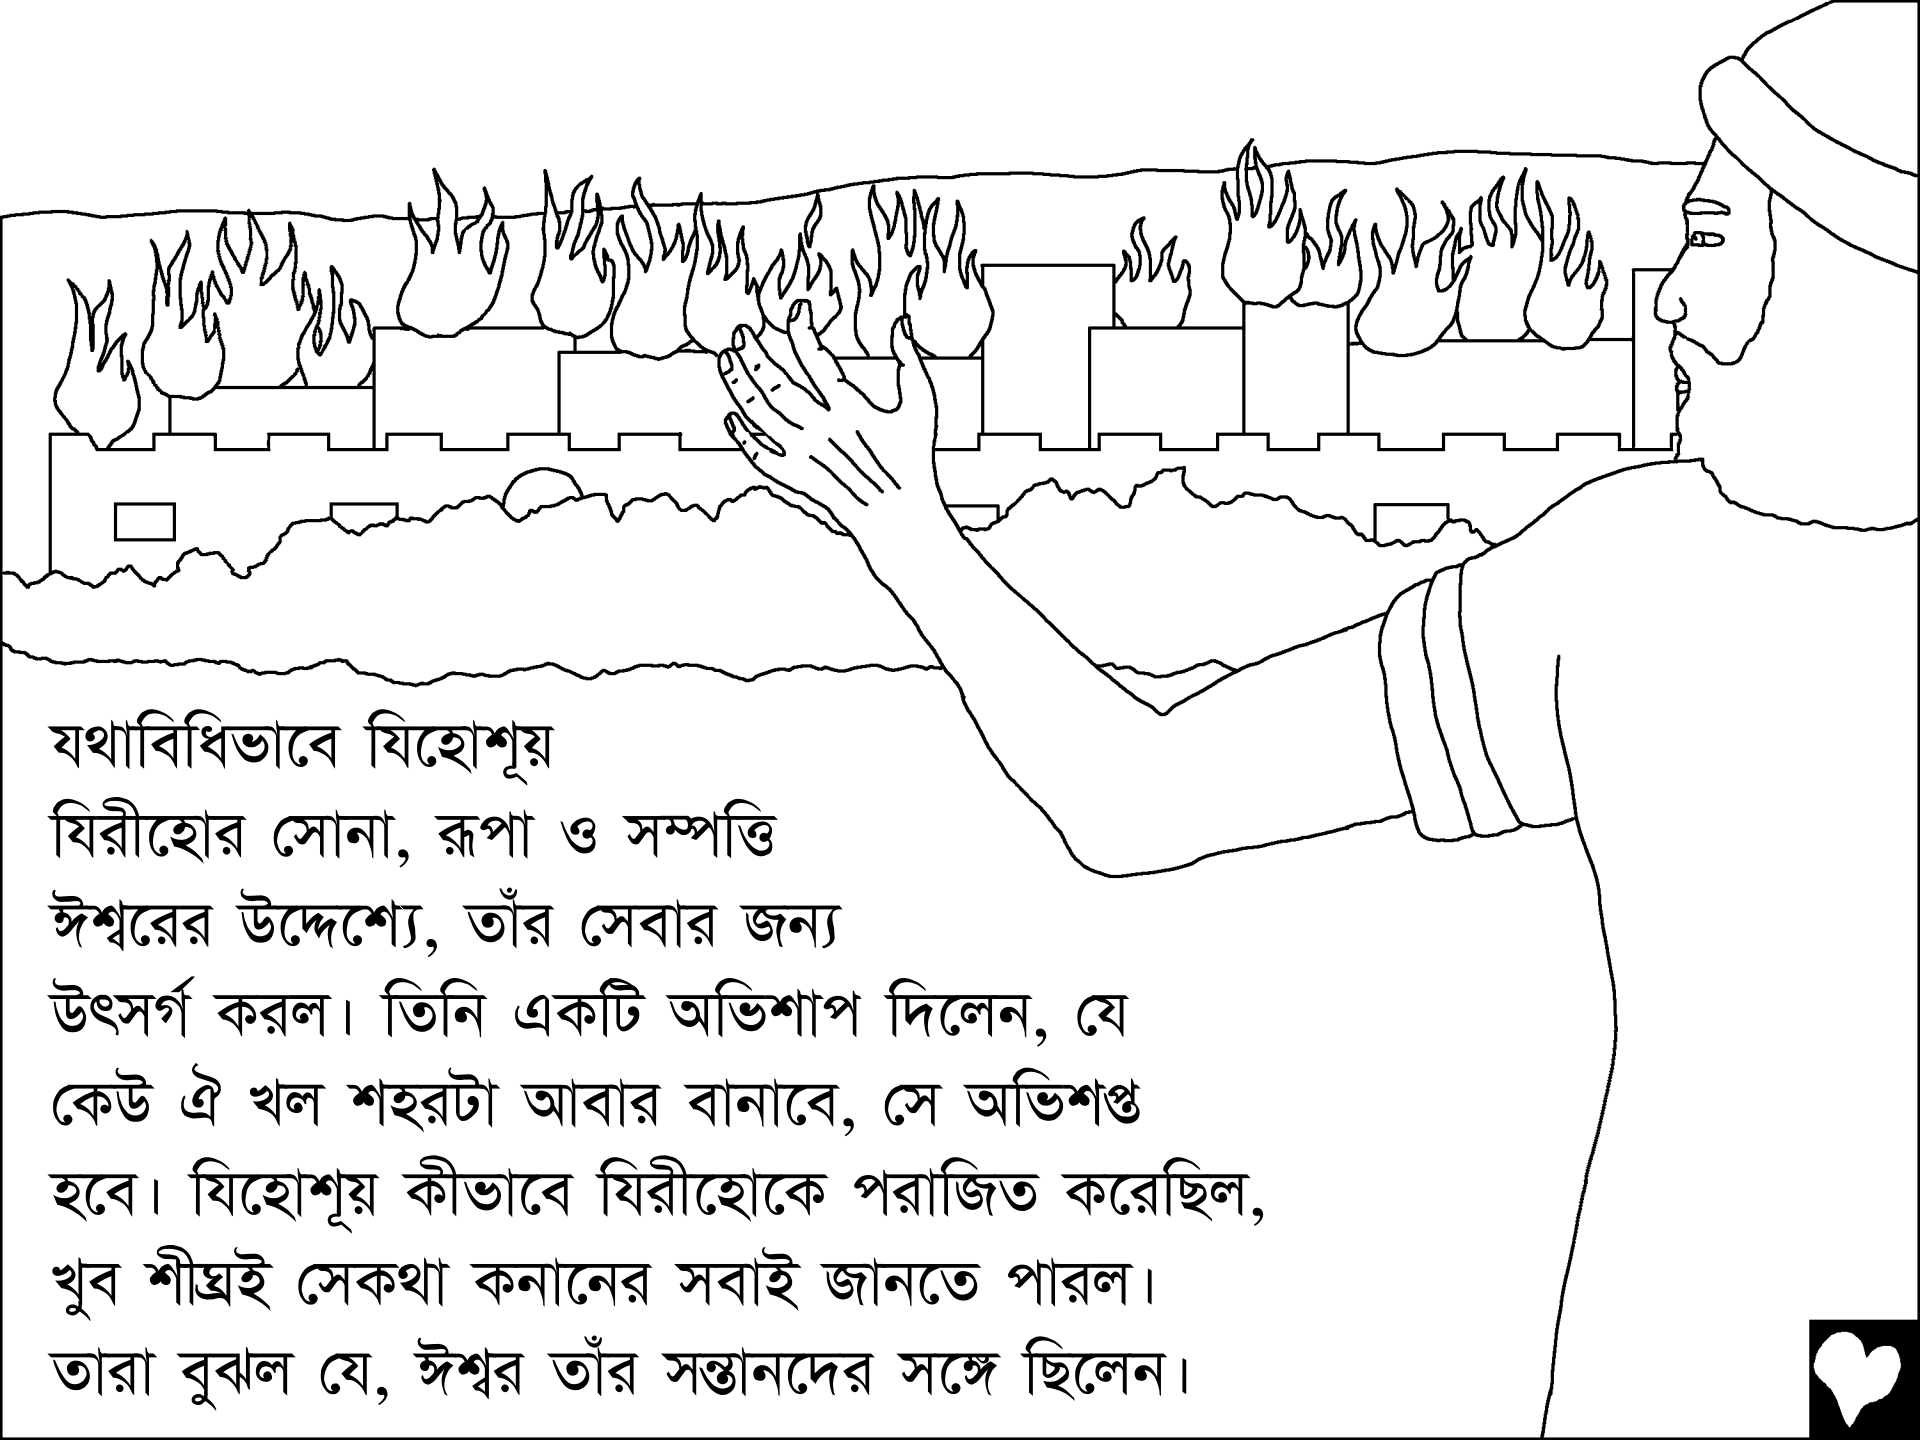 যথাবিধিভাবে যিহোশূয়
যিরীহোর সোনা, রূপা ও সম্পত্তি
ঈশ্বরের উদ্দেশ্যে, তাঁর সেবার জন্য
উৎসর্গ করল। তিনি একটি অভিশাপ দিলেন, যে
কেউ ঐ খল শহরটা আবার বানাবে, সে অভিশপ্ত
হবে। যিহোশূয় কীভাবে যিরীহোকে পরাজিত করেছিল,
খুব শীঘ্রই সেকথা কনানের সবাই জানতে পারল।
তারা বুঝল যে, ঈশ্বর তাঁর সন্তানদের সঙ্গে ছিলেন।